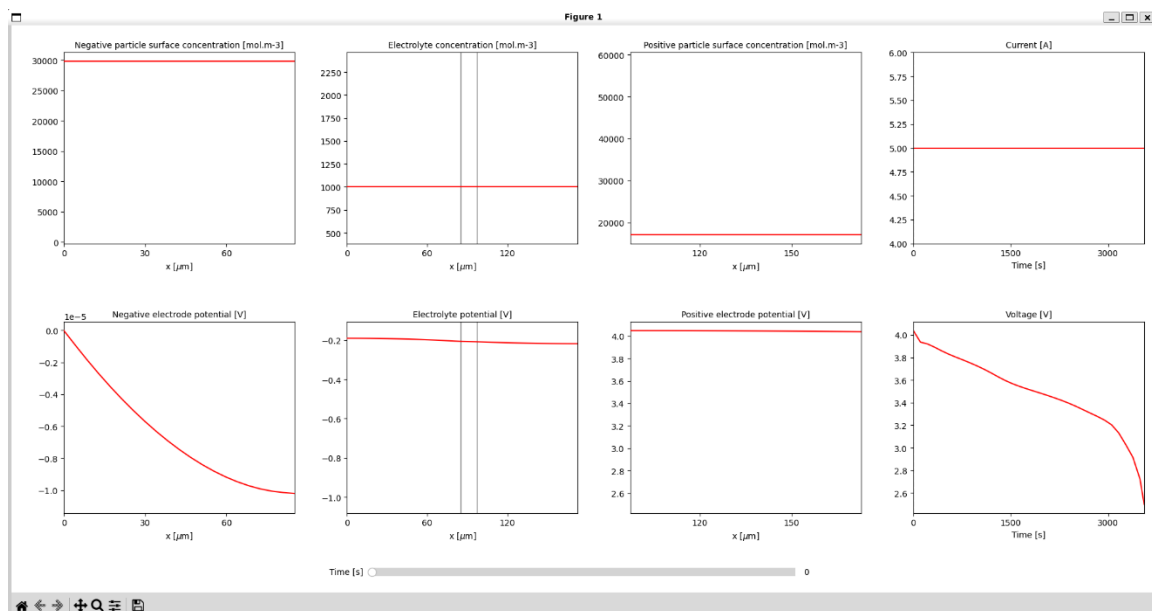 Figure 1
Negative particle surface concentration [mol.m-3]
30000
25000
20000
15000
10000
5000
0
0 30 60
x [μm]
Electrolyte concentration [mol.m-3]
2250
2000
1750
1500
1250
1000
750
500
0 60 120
x [μm]
Positive particle surface concentration [mol.m-3]
60000
50000
40000
30000
20000
120 150
x [μm]
Current [A]
6.00
5.75
5.50
5.25
5.00
4.75
4.50
4.25
4.00
0 1500 3000
Time [s]
Negative electrode potential [V]
1e-5
0.0
−0.2
−0.4
−0.6
−0.8
−1.0
0 30 60
x [μm]
Electrolyte potential [V]
−0.2
−0.4
−0.6
−0.8
−1.0
0 60 120
x [μm]
Positive electrode potential [V]
4.0
3.8
3.6
3.4
3.2
3.0
2.8
2.6
120 150
x [μm]
Voltage [V]
4.0
3.8
3.6
3.4
3.2
3.0
2.8
2.6
0 1500 3000
Time [s]
Time [s] 0